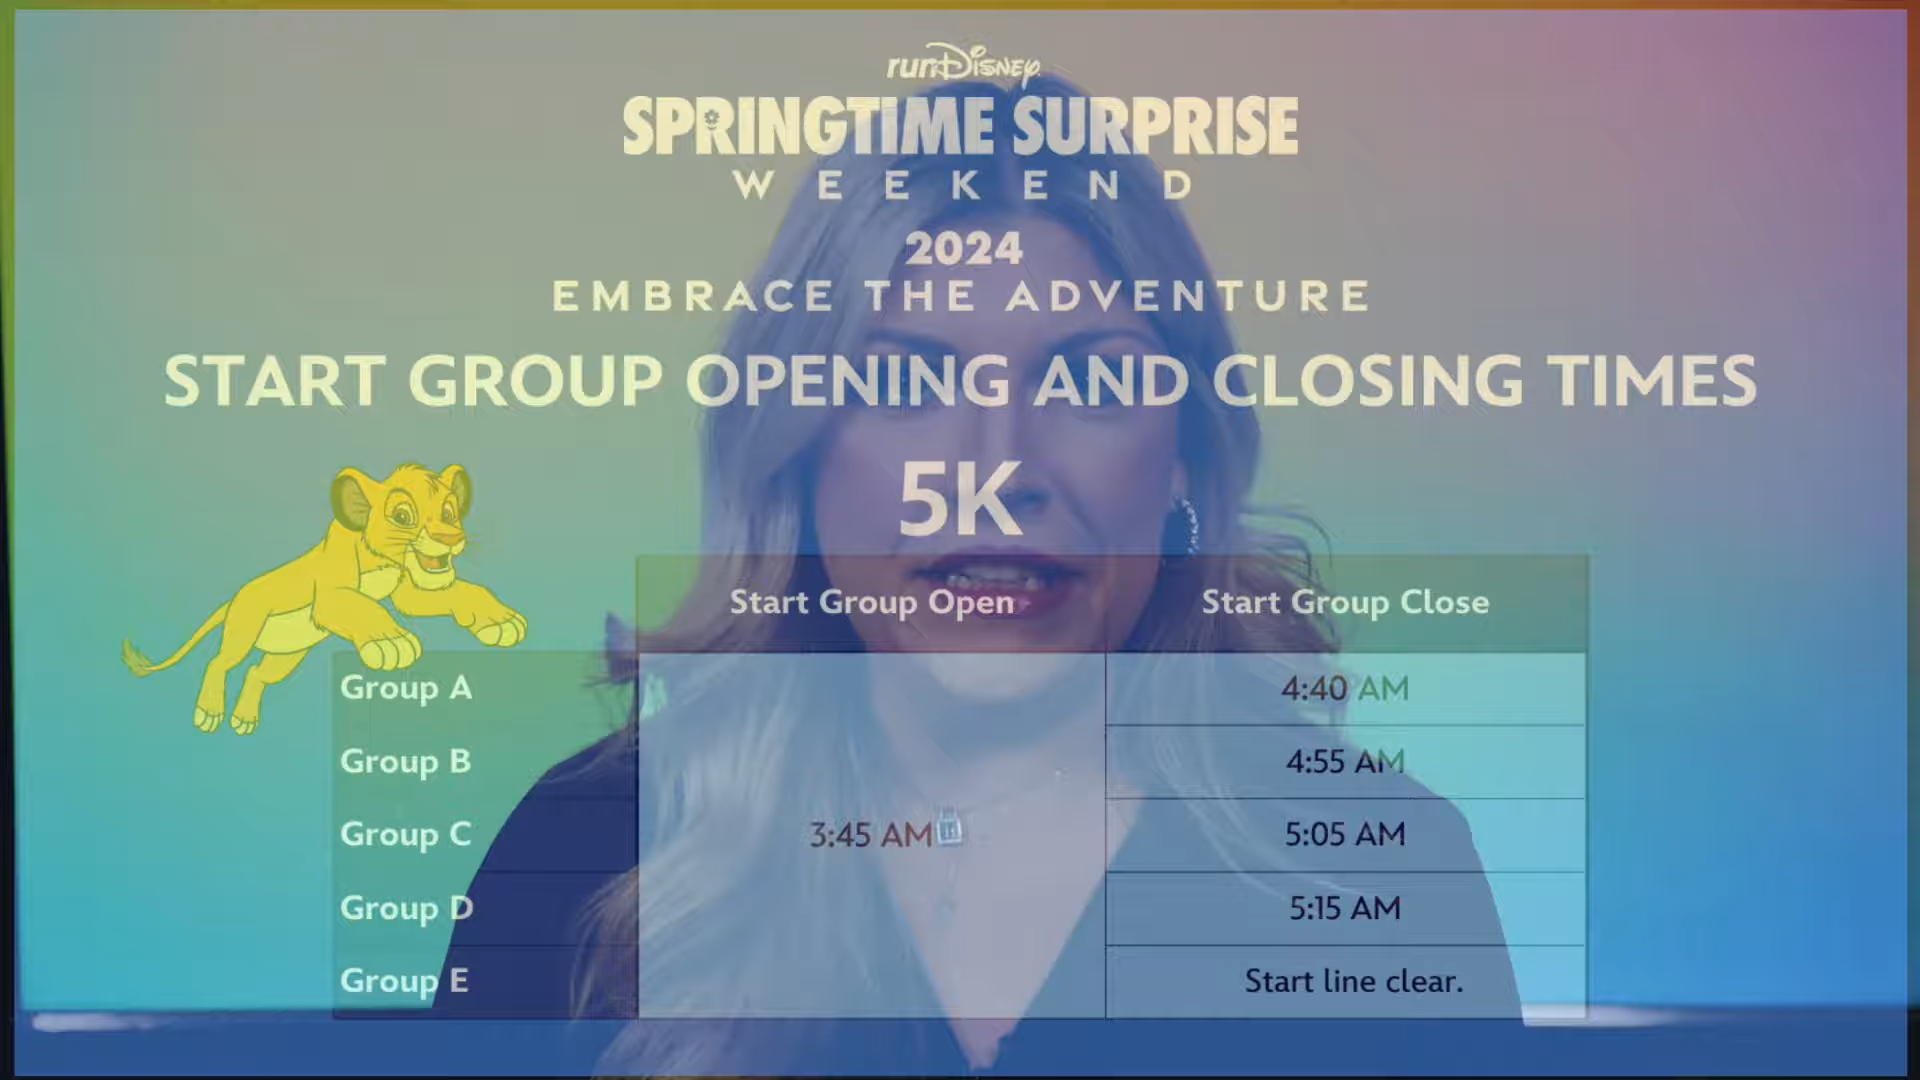 runDisney
SPRINGTIME SURPRISE
WEEKEND
2024
EMBRACE THE ADVENTURE
START GROUP OPENING AND CLOSING TIMES
5K
Start Group Open Start Group Close
Group A 4:40 AM
Group B 4:55 AM
Group C 3:45 AM 5:05 AM
Group D 5:15 AM
Group E Start line clear.